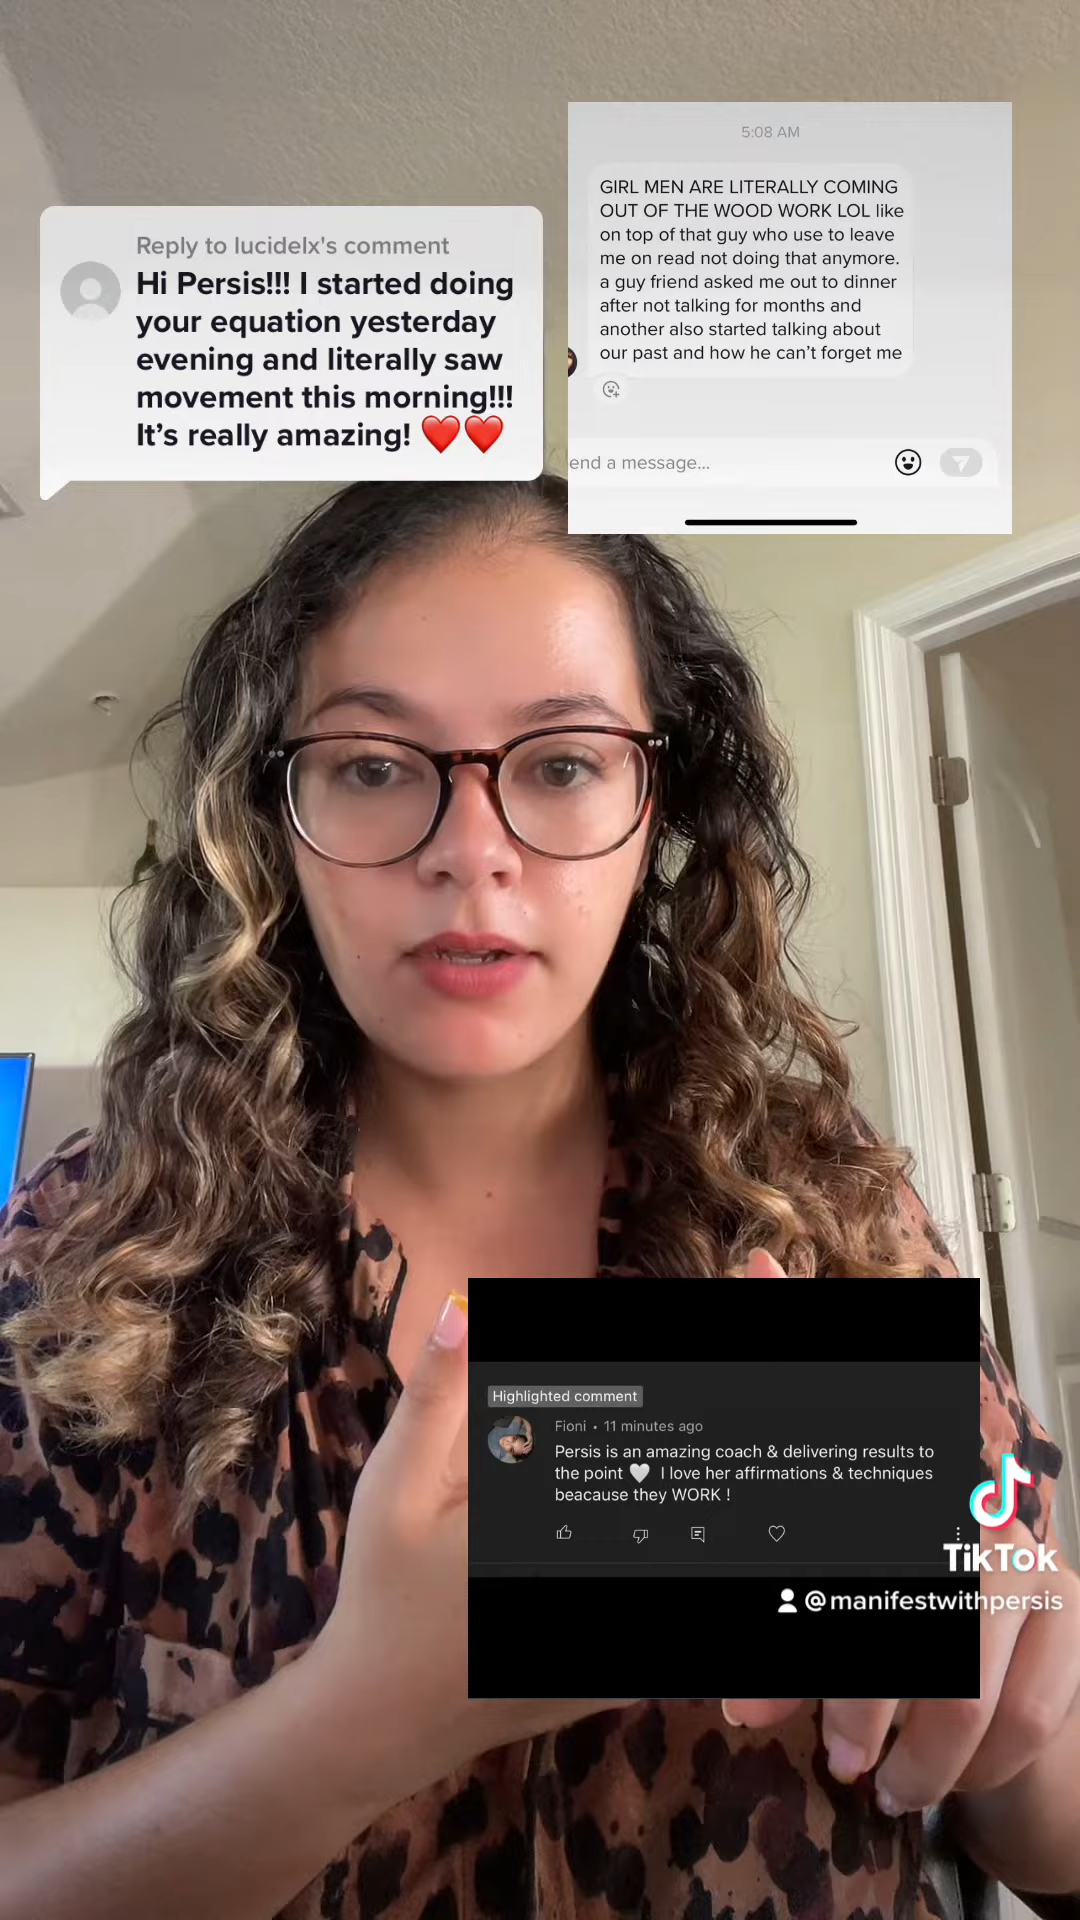 5:08 AM
GIRL MEN ARE LITERALLY COMING
OUT OF THE WOOD WORK LOL like
on top of that guy who use to leave
me on read not doing that anymore.
a guy friend asked me out to dinner
after not talking for months and
another also started talking about
our past and how he can't forget me
end a message...
Reply to lucidelx's comment
Hi Persis!!! I started doing
your equation yesterday
evening and literally saw
movement this morning!!!
It's really amazing! ❤️❤️
Highlighted comment
Fioni • 11 minutes ago
Persis is an amazing coach & delivering results to
the point 🤍 I love her affirmations & techniques
beacause they WORK !
TikTok
@manifestwithpersis